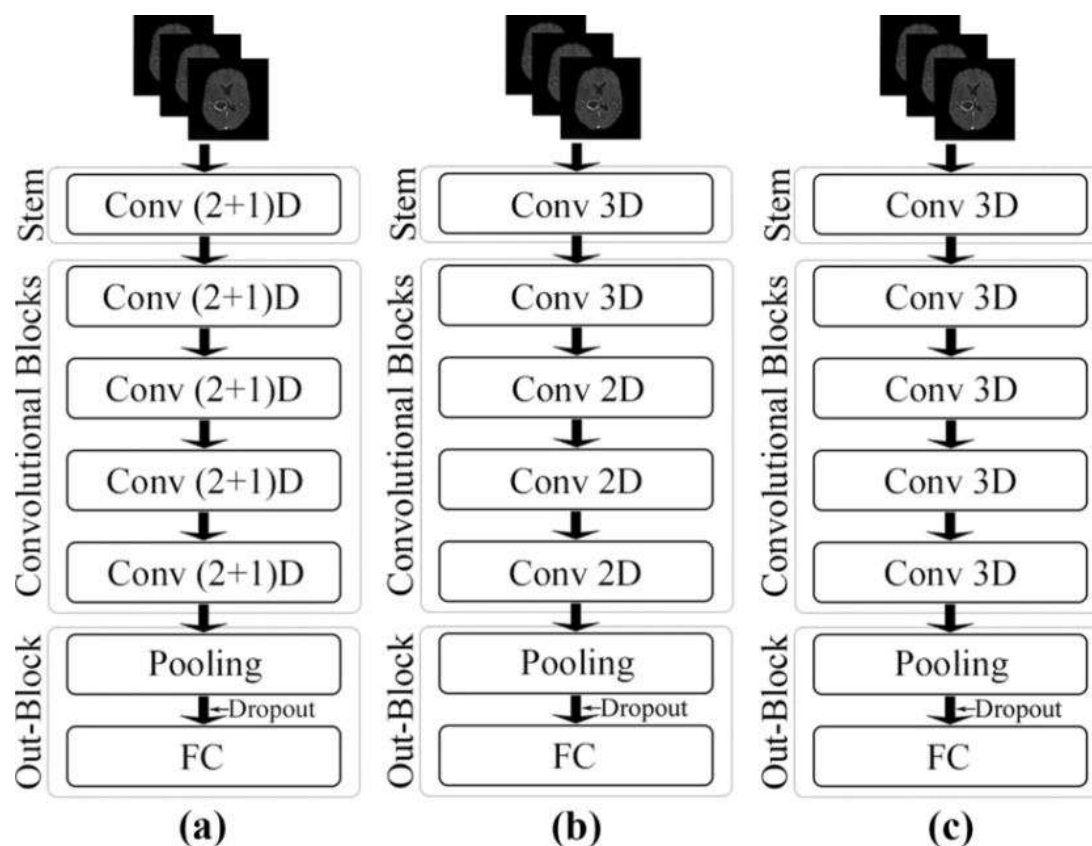 Stem
Conv (2+1)D
Convolutional Blocks
Conv (2+1)D
Conv (2+1)D
Conv (2+1)D
Conv (2+1)D
Out-Block
Pooling
←Dropout
FC
(a)
Stem
Conv 3D
Convolutional Blocks
Conv 3D
Conv 2D
Conv 2D
Conv 2D
Out-Block
Pooling
←Dropout
FC
(b)
Stem
Conv 3D
Convolutional Blocks
Conv 3D
Conv 3D
Conv 3D
Conv 3D
Out-Block
Pooling
←Dropout
FC
(c)